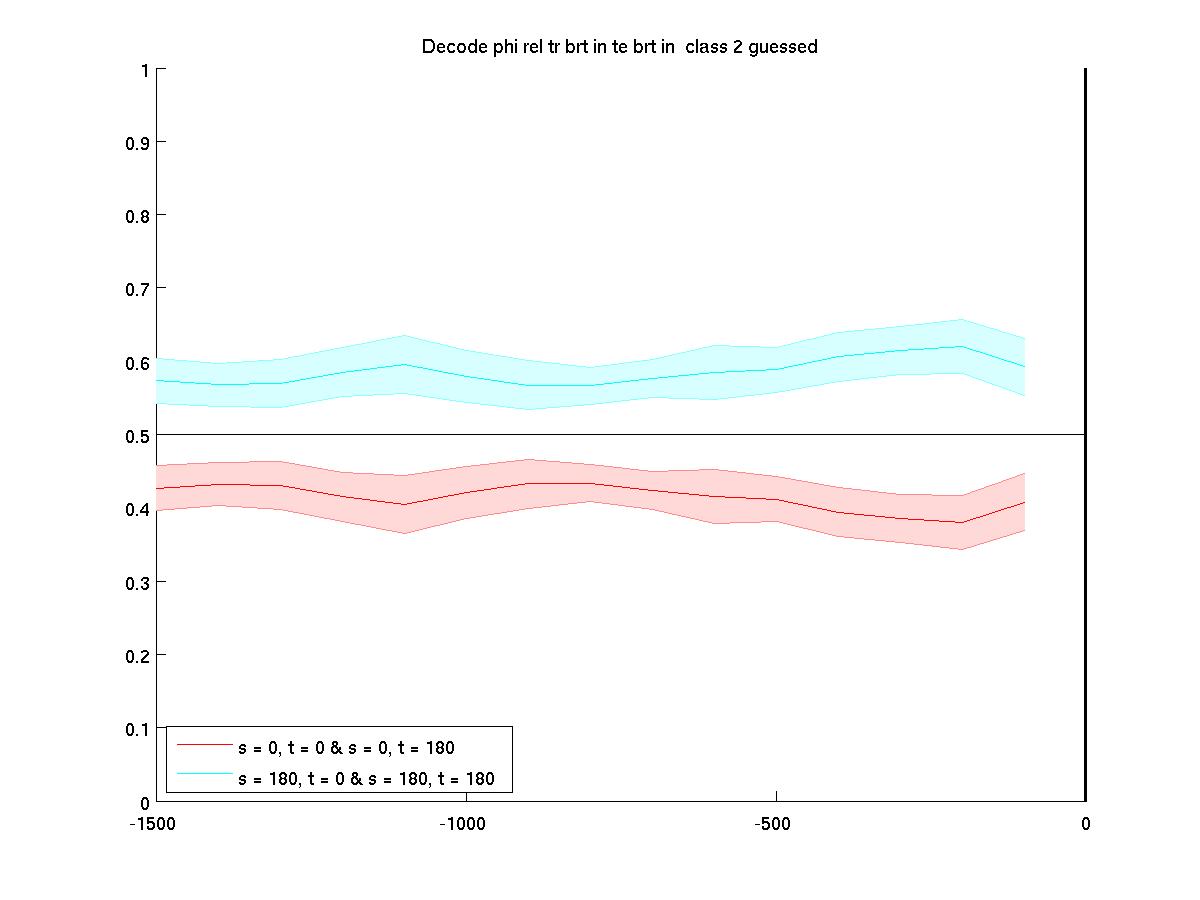 Decode phi rel tr brt in te brt in  class 2 guessed
1
0.9
0.8
0.7
0.6
0.5
0.4
0.3
0.2
0.1
0
s = 0, t = 0 & s = 0, t = 180
s = 180, t = 0 & s = 180, t = 180
-1500 -1000 -500 0